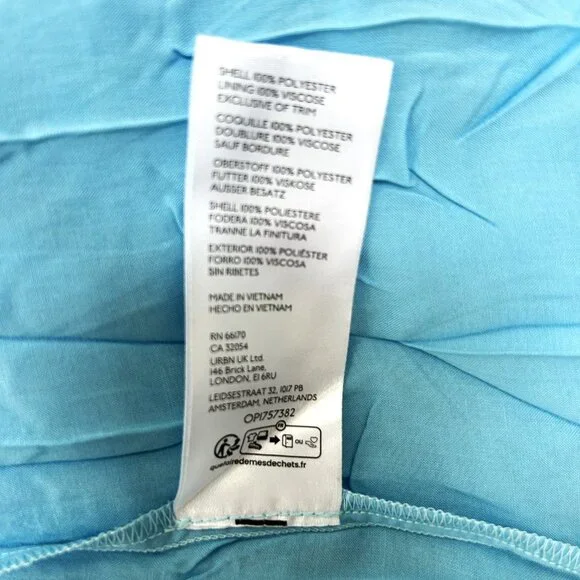 SHELL 100% POLYESTER
LINING 100% VISCOSE
EXCLUSIVE OF TRIM
COQUILLE 100% POLYESTER
DOUBLURE 100% VISCOSE
SAUF BORDURE
OBERSTOFF 100% POLYESTER
FUTTER 100% VISKOSE
AUSSER BESATZ
SHELL 100% POLIESTERE
FODERA 100% VISCOSA
TRANNE LA FINITURA
EXTERIOR 100% POLIÉSTER
FORRO 100% VISCOSA
SIN RIBETES
MADE IN VIETNAM
HECHO EN VIETNAM
RN 66170
CA 32054
URBN UK Ltd.
146 Brick Lane,
LONDON, E1 6RU
LEIDSESTRAAT 32, 1017 PB
AMSTERDAM, NETHERLANDS
OP1757382
FR
OU
quefairedemesdechets.fr